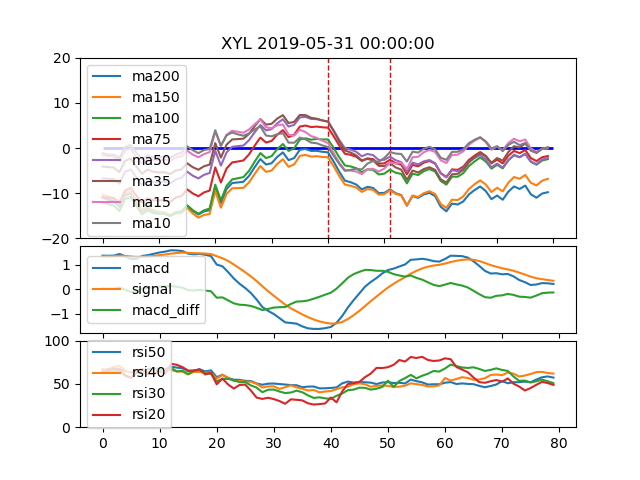 XYL 2019-05-31 00:00:00
20
10
0
−10
−20
ma200
ma150
ma100
ma75
ma50
ma35
ma15
ma10
1
0
−1
macd
signal
macd_diff
100
50
0
rsi50
rsi40
rsi30
rsi20
0 10 20 30 40 50 60 70 80